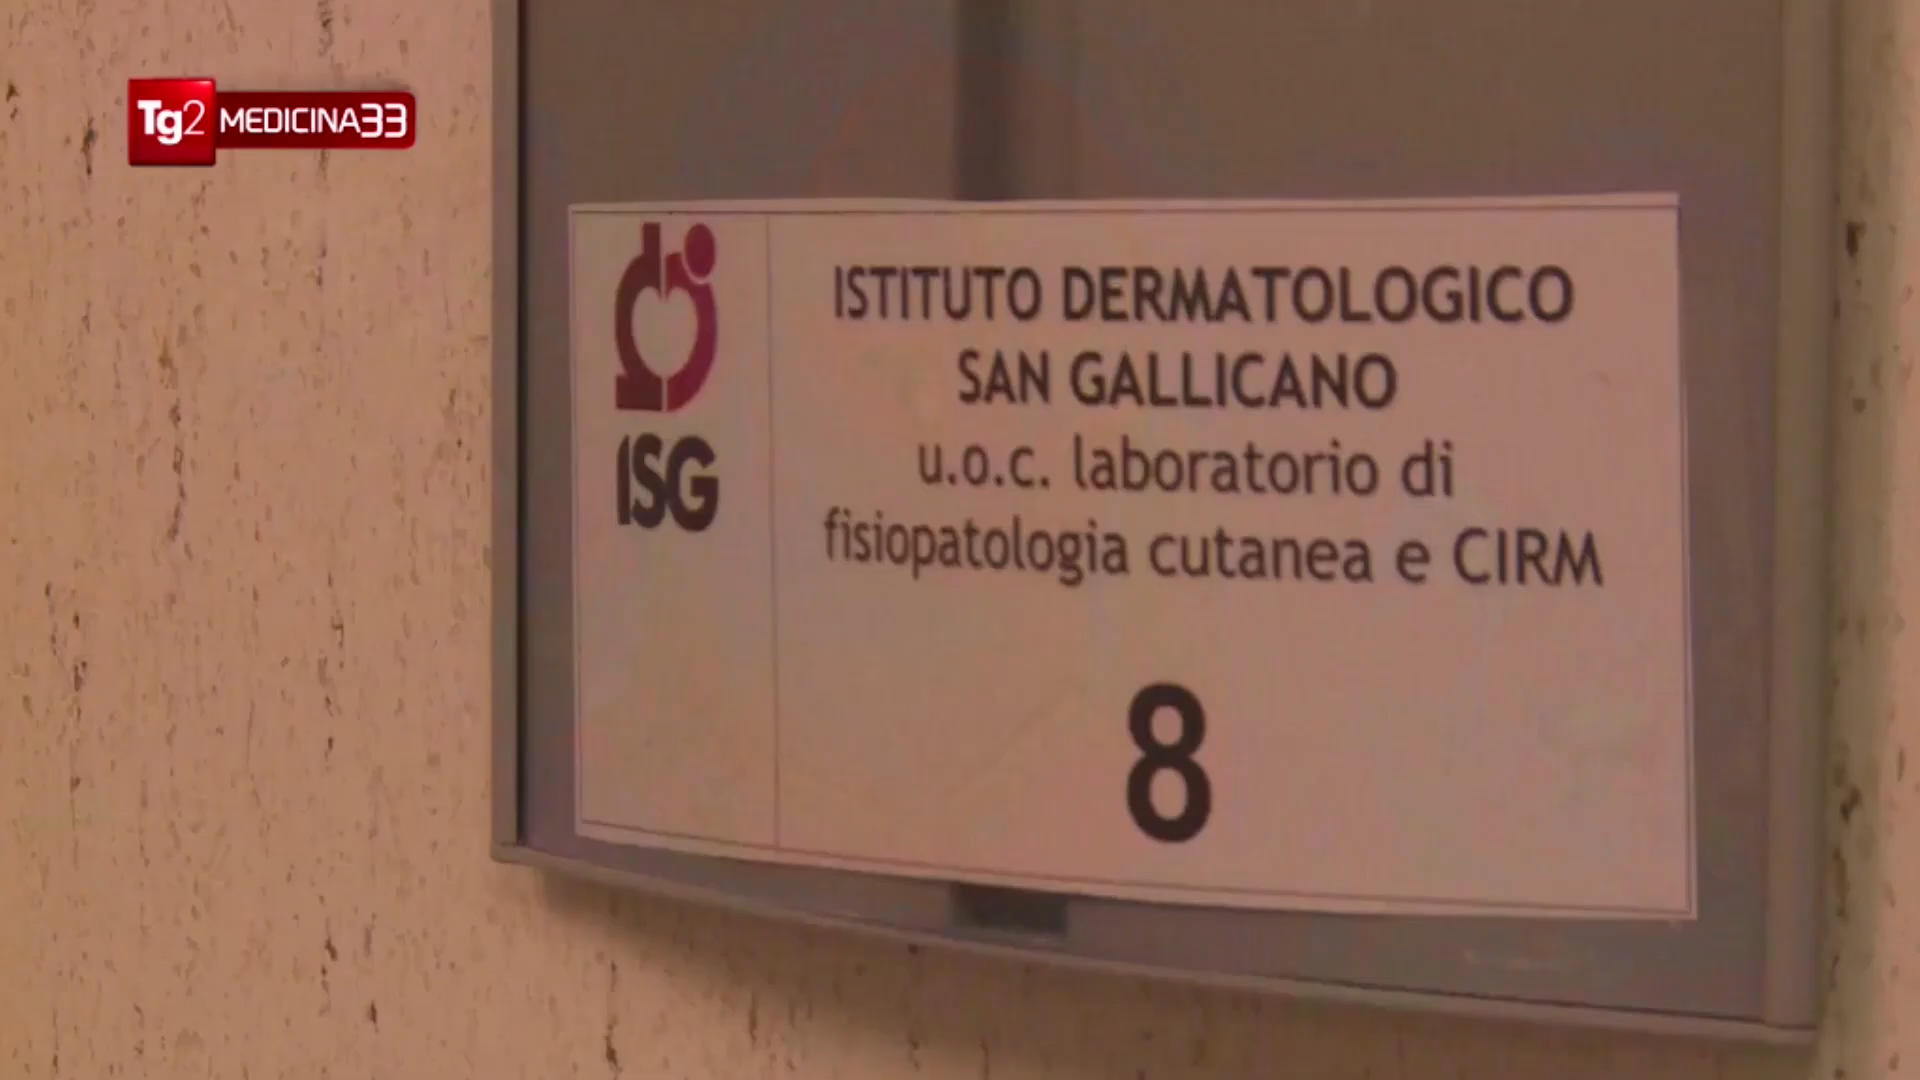 Tg2 MEDICINA33
ISTITUTO DERMATOLOGICO
SAN GALLICANO
u.o.c. laboratorio di
fisiopatologia cutanea e CIRM
ISG
8